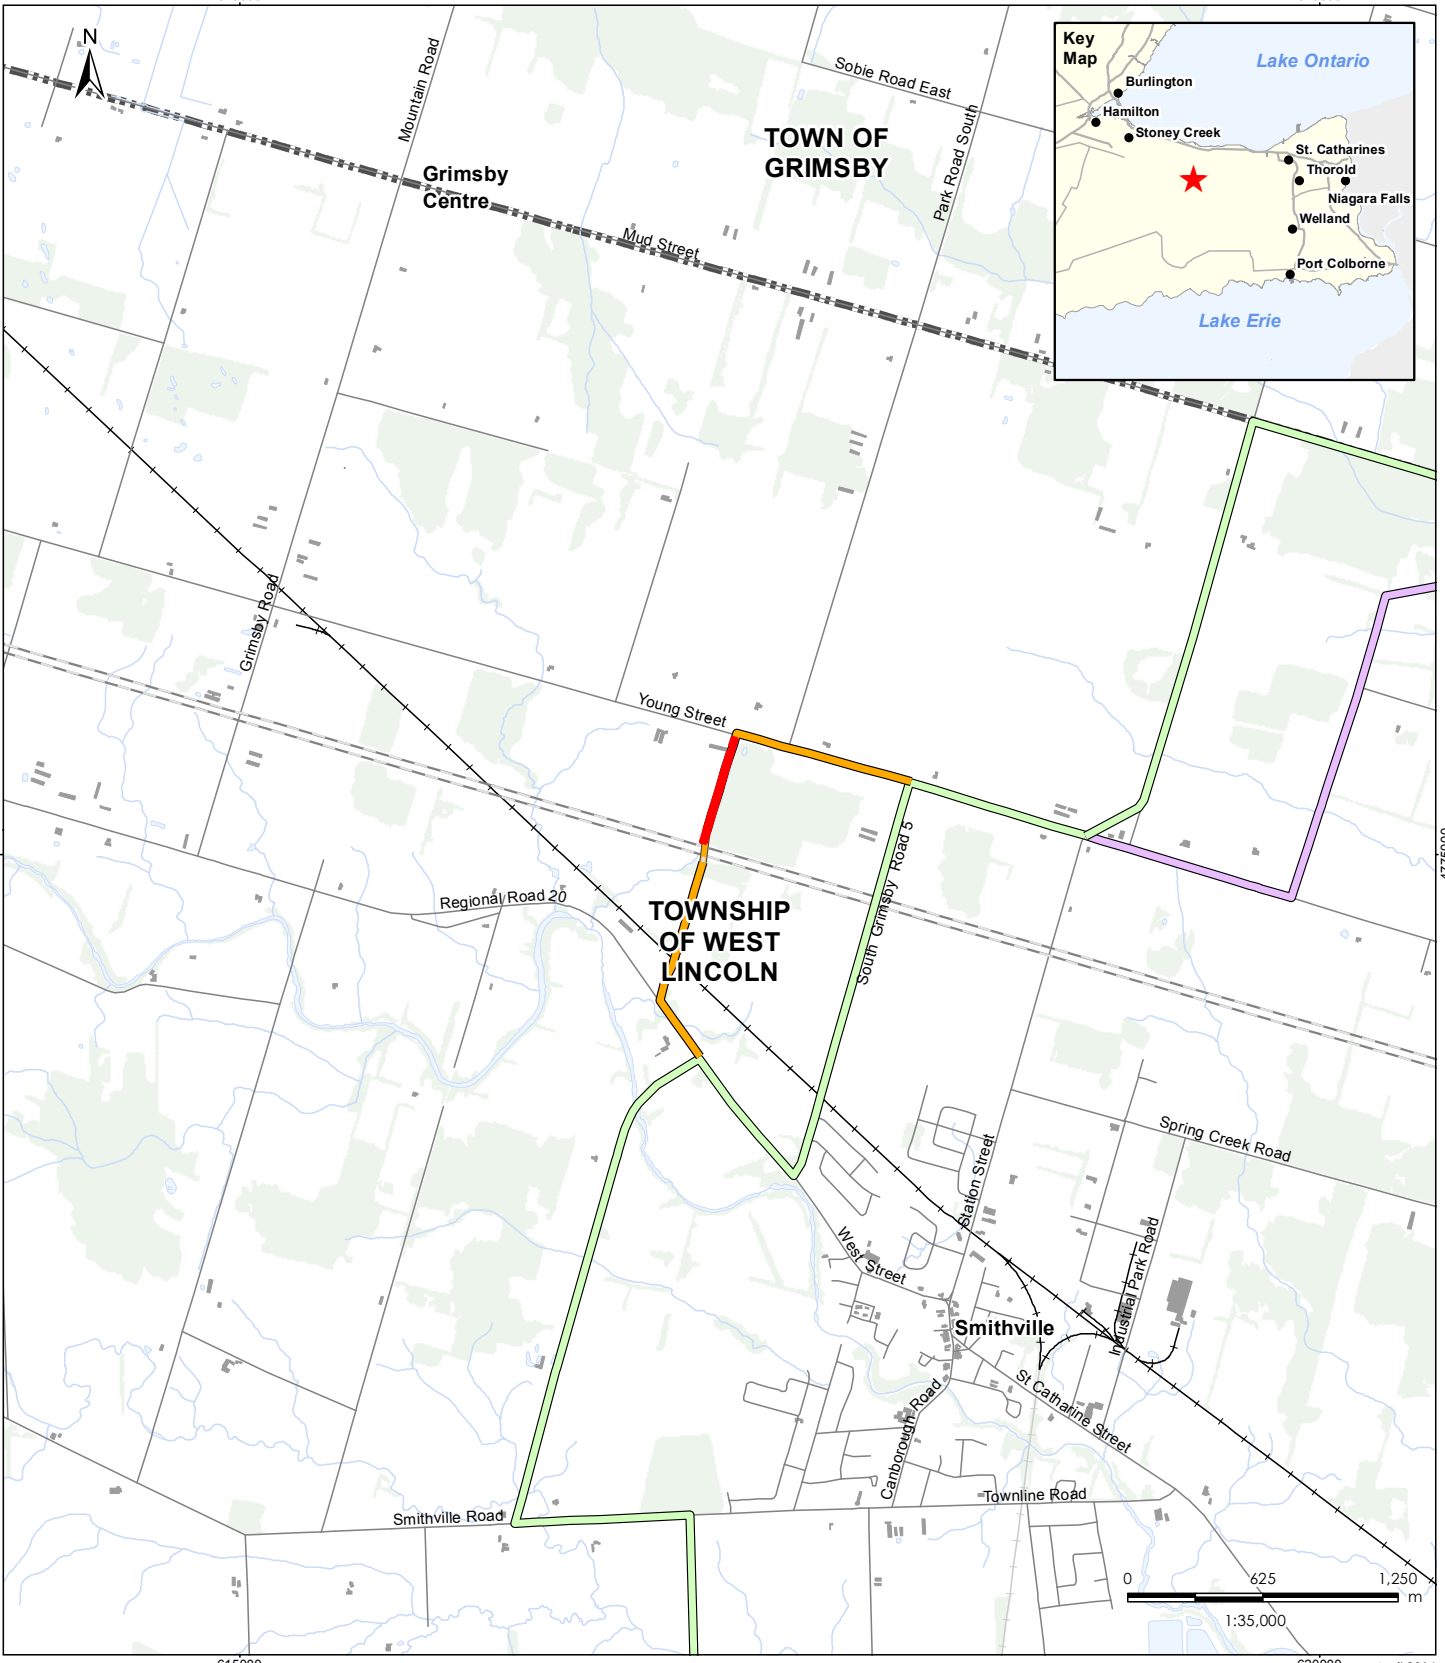 N
Mountain Road
Sobie Road East
Park Road South
TOWN OF
GRIMSBY
Grimsby
Centre
Mud Street
Key
Map
Lake Ontario
Burlington
Hamilton
Stoney Creek
St. Catharines
Thorold
Niagara Falls
Welland
Port Colborne
Lake Erie
Grimsby Road
Young Street
South Grimsby Road 5
Regional Road 20
TOWNSHIP
OF WEST
LINCOLN
4775000
Spring Creek Road
Station Street
West Street
Industrial Park Road
Smithville
St Catharine Street
Canborough Road
Townline Road
Smithville Road
0 625 1,250
m
1:35,000